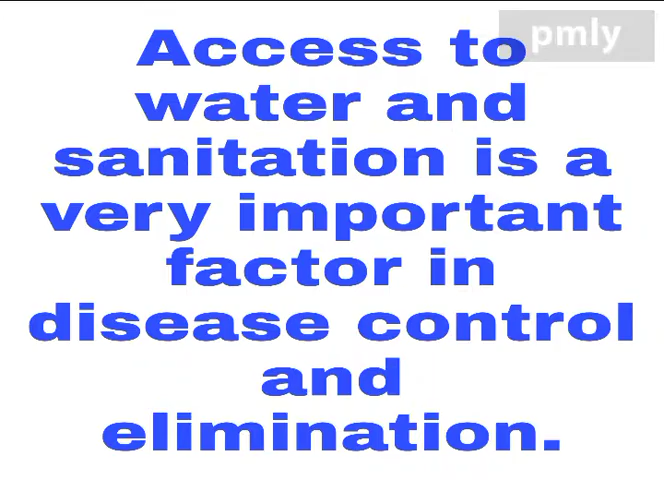 pmly
Access to
water and
sanitation is a
very important
factor in
disease control
and
elimination.